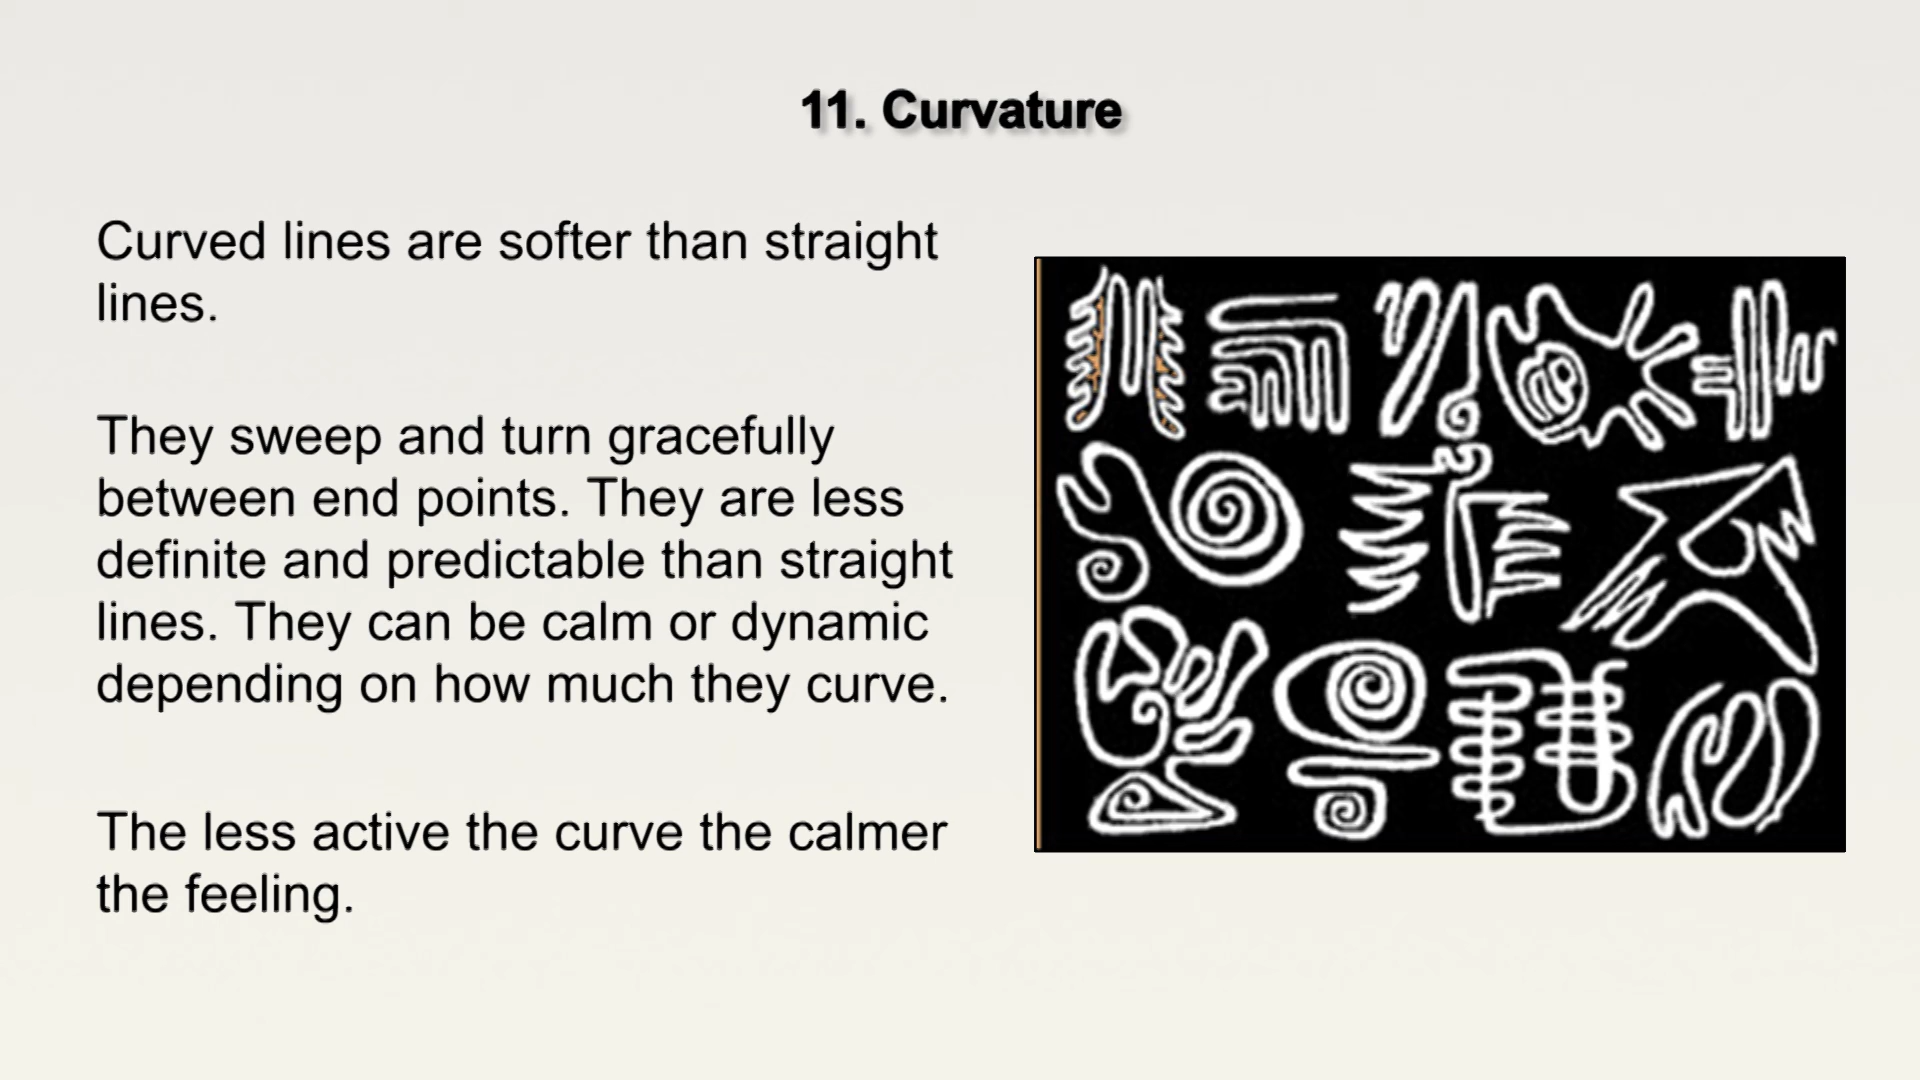 11. Curvature
Curved lines are softer than straight
lines.
They sweep and turn gracefully
between end points. They are less
definite and predictable than straight
lines. They can be calm or dynamic
depending on how much they curve.
The less active the curve the calmer
the feeling.